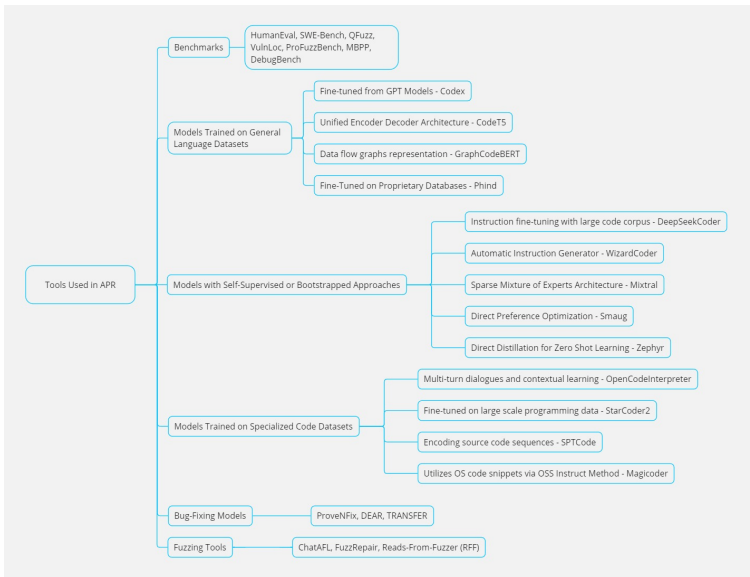 Tools Used in APR
Benchmarks
HumanEval, SWE-Bench, QFuzz,
VulnLoc, ProFuzzBench, MBPP,
DebugBench
Models Trained on General
Language Datasets
Fine-tuned from GPT Models - Codex
Unified Encoder Decoder Architecture - CodeT5
Data flow graphs representation - GraphCodeBERT
Fine-Tuned on Proprietary Databases - Phind
Models with Self-Supervised or Bootstrapped Approaches
Instruction fine-tuning with large code corpus - DeepSeekCoder
Automatic Instruction Generator - WizardCoder
Sparse Mixture of Experts Architecture - Mixtral
Direct Preference Optimization - Smaug
Direct Distillation for Zero Shot Learning - Zephyr
Models Trained on Specialized Code Datasets
Multi-turn dialogues and contextual learning - OpenCodeInterpreter
Fine-tuned on large scale programming data - StarCoder2
Encoding source code sequences - SPTCode
Utilizes OS code snippets via OSS Instruct Method - Magicoder
Bug-Fixing Models
ProveNFix, DEAR, TRANSFER
Fuzzing Tools
ChatAFL, FuzzRepair, Reads-From-Fuzzer (RFF)